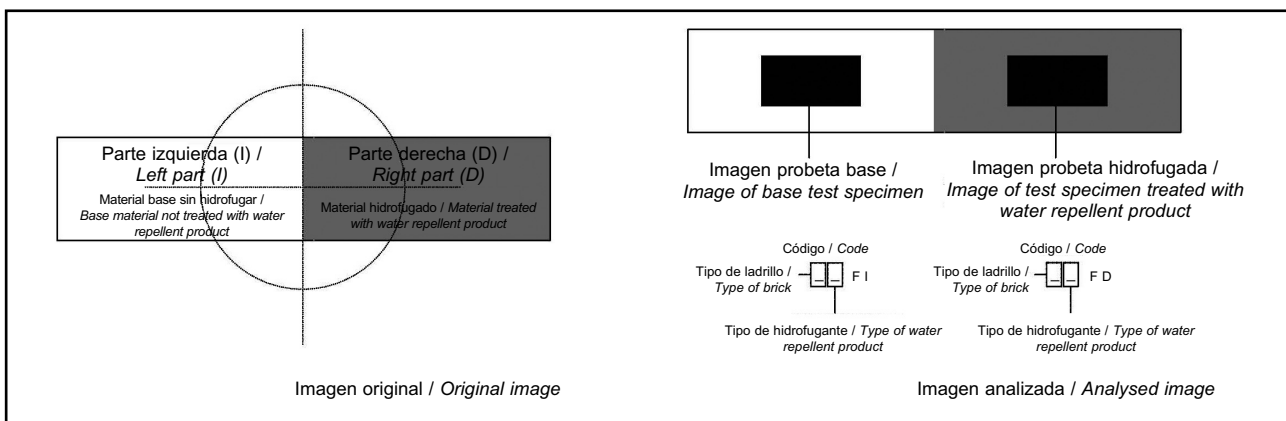 Parte izquierda (I) /
Left part (I)
Material base sin hidrofugar /
Base material not treated with water
repellent product
Parte derecha (D) /
Right part (D)
Material hidrofugado / Material treated
with water repellent product
Imagen original / Original image
Imagen probeta base /
Image of base test specimen
Imagen probeta hidrofugada /
Image of test specimen treated with
water repellent product
Código / Code
Tipo de ladrillo /
Type of brick
_ _ F I
Tipo de hidrofugante / Type of water
repellent product
Código / Code
Tipo de ladrillo /
Type of brick
_ _ F D
Tipo de hidrofugante / Type of water
repellent product
Imagen analizada / Analysed image